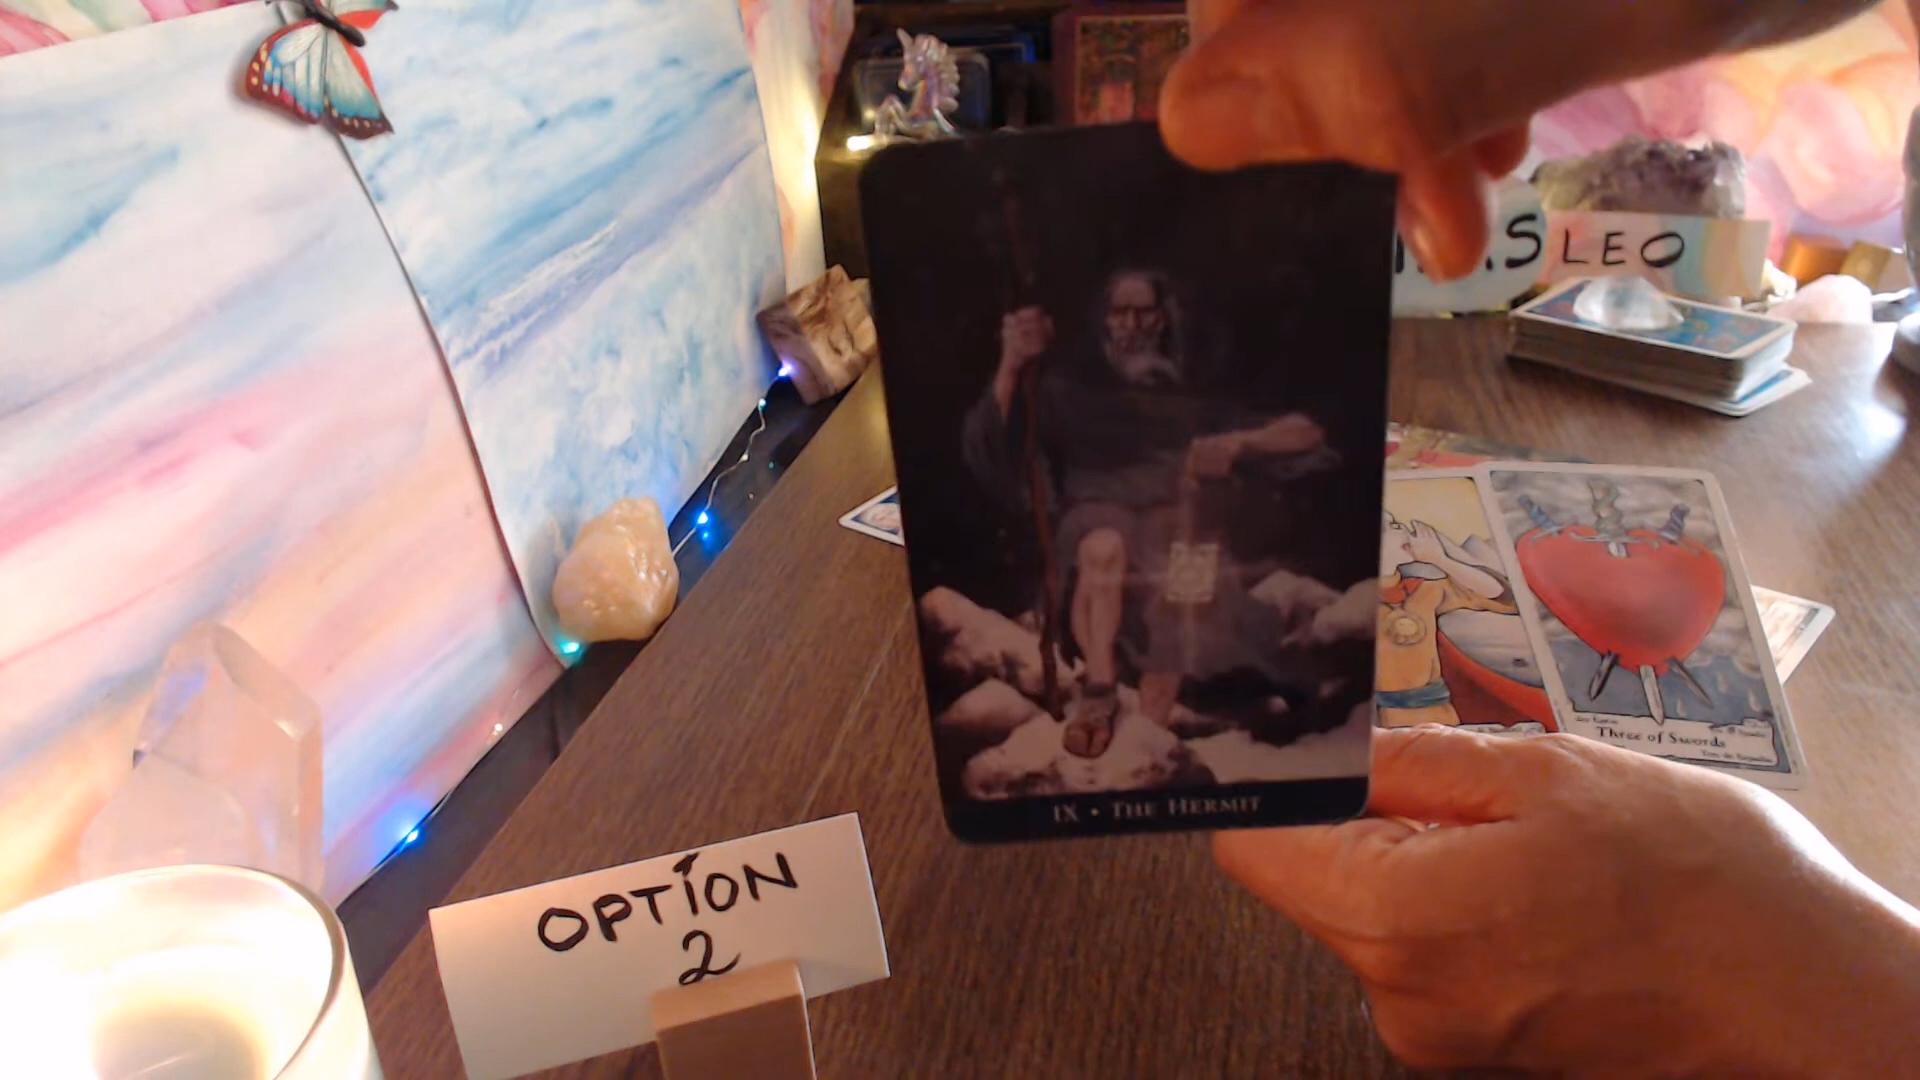 LEO
Three of Swords
IX • THE HERMIT
OPTION
2